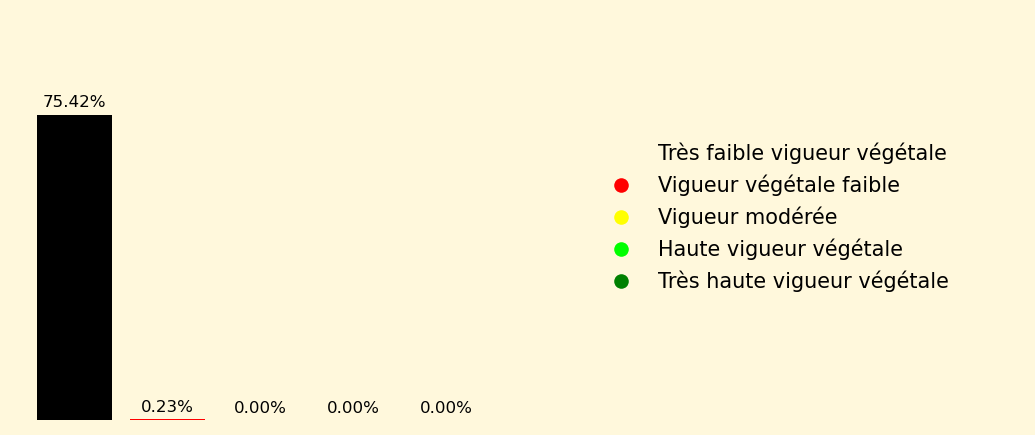 75.42%
0.23%
0.00%
0.00%
0.00%
Très faible vigueur végétale
Vigueur végétale faible
Vigueur modérée
Haute vigueur végétale
Très haute vigueur végétale